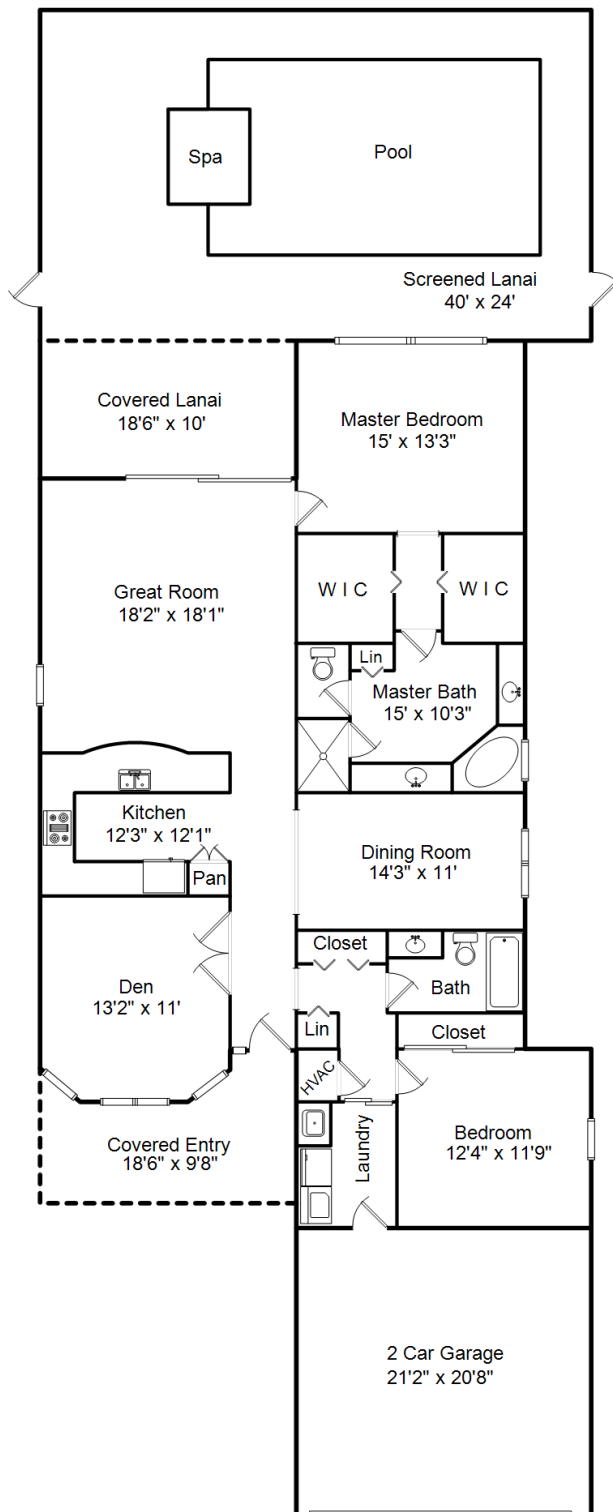 Spa
Pool
Screened Lanai
40' x 24'
Covered Lanai
18'6" x 10'
Master Bedroom
15' x 13'3"
W I C
W I C
Great Room
18'2" x 18'1"
Lin
Master Bath
15' x 10'3"
Kitchen
12'3" x 12'1"
Pan
Dining Room
14'3" x 11'
Closet
Bath
Den
13'2" x 11'
Lin
Closet
HVAC
Bedroom
12'4" x 11'9"
Laundry
Covered Entry
18'6" x 9'8"
2 Car Garage
21'2" x 20'8"